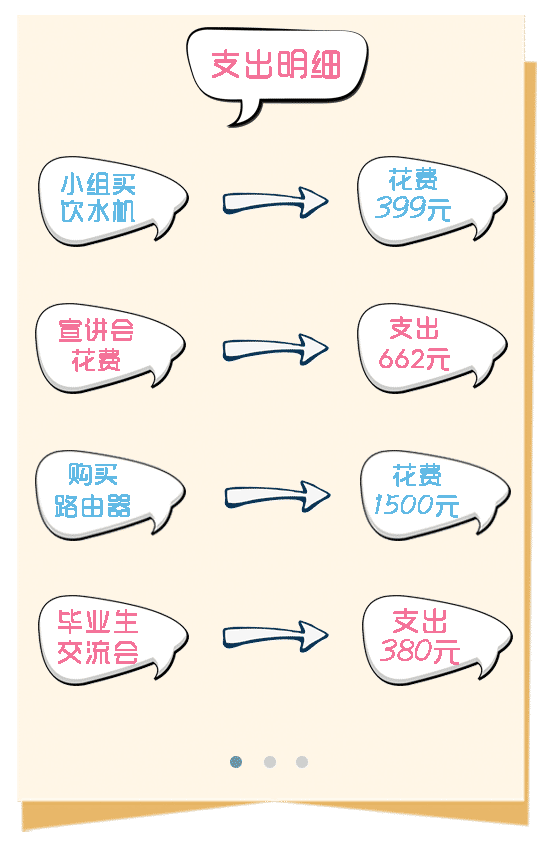 支出明细
小组买
饮水机
花费
399元
宣讲会
花费
支出
662元
购买
路由器
花费
1500元
毕业生
交流会
支出
380元